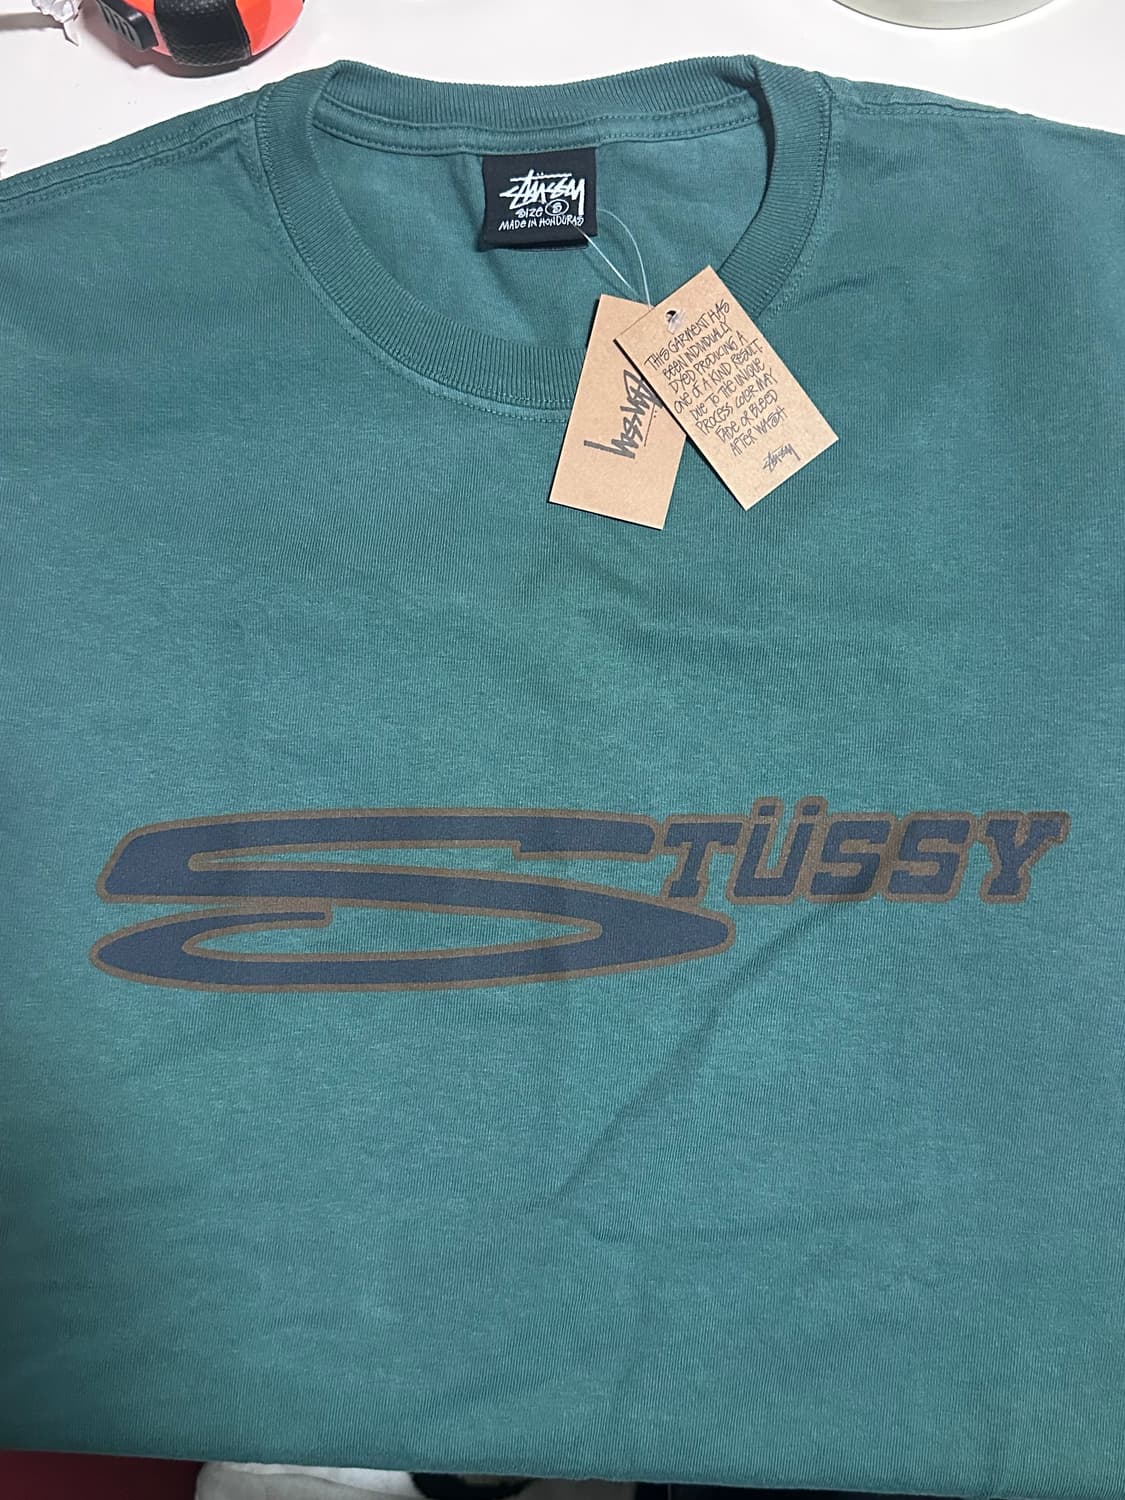 STÜSSY
SIZE S
MADE IN HONDURAS
STÜSSY
THIS GARMENT HAS
BEEN INDIVIDUALLY
DYED PRODUCING A
ONE OF A KIND RESULT
DUE TO THE UNIQUE
PROCESS COLOR MAY
FADE OR BLEED
AFTER WASH
STÜSSY
STÜSSY